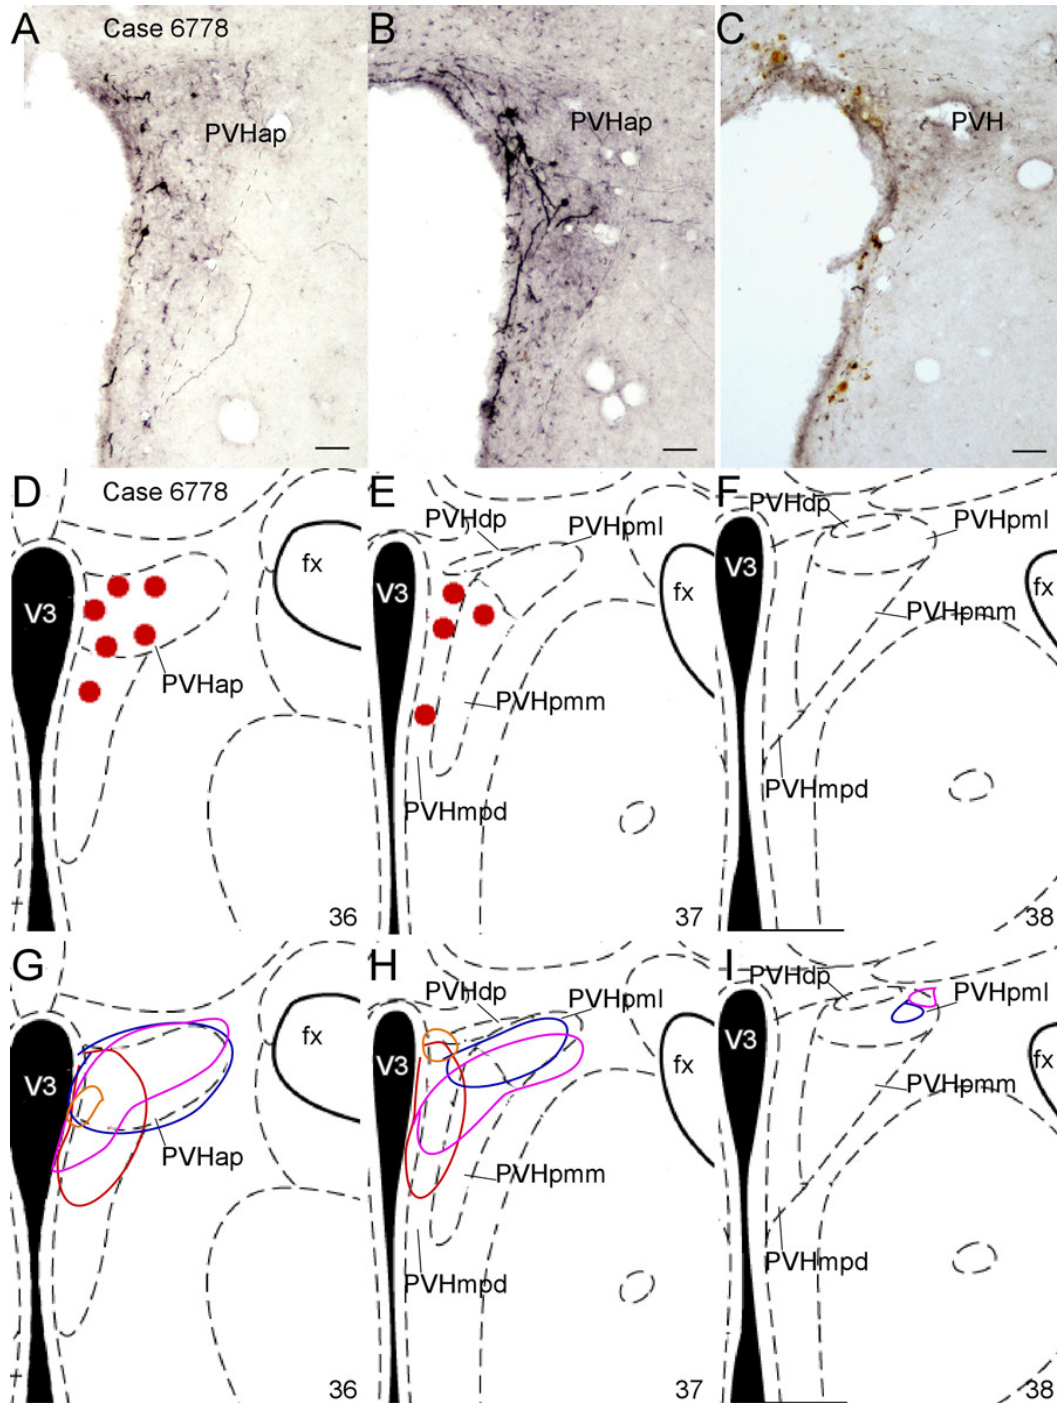 A Case 6778
PVHap
B
PVHap
C
PVH
D Case 6778
V3
fx
PVHap
36
E
PVHdp
PVHpml
V3
fx
PVHpmm
PVHmpd
37
F
PVHdp
PVHpml
V3
fx
PVHpmm
PVHmpd
38
G
V3
fx
PVHap
36
H
PVHdp
PVHpml
V3
fx
PVHpmm
PVHmpd
37
I
PVHdp
PVHpml
V3
fx
PVHpmm
PVHmpd
38